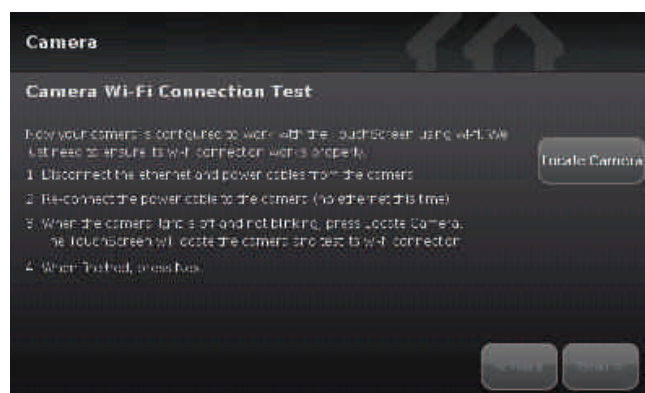 Camera
Camera Wi-Fi Connection Test
Now your camera is configured to work with the TouchScreen using wi-fi. We
just need to ensure its wi-fi connection works properly.
Locate Camera
1. Disconnect the ethernet and power cables from the camera
2. Re-connect the power cable to the camera (no ethernet this time)
3. When the camera light is off and not blinking, press Locate Camera.
The TouchScreen will locate the camera and test its wi-fi connection
4. When finished, press Next